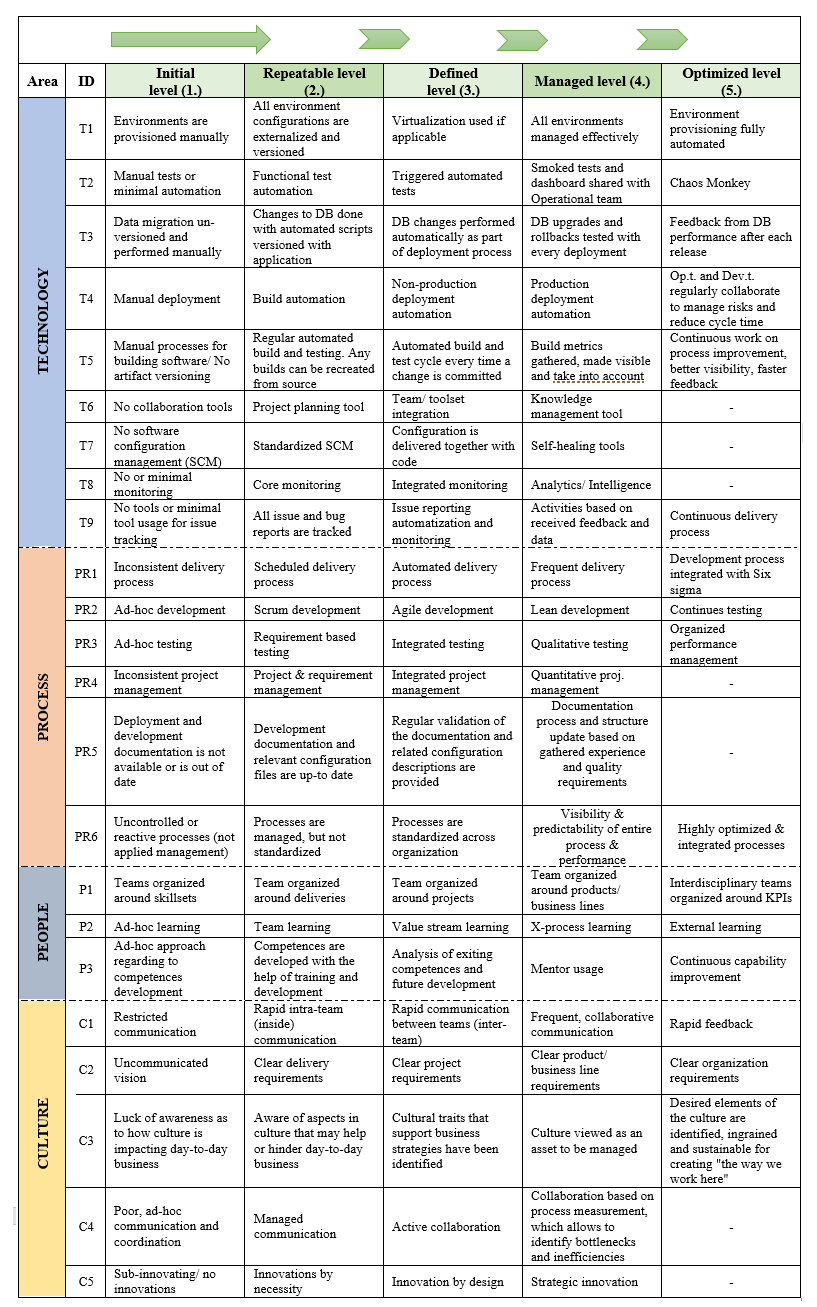 Area
ID
Initial
level (1.)
Repeatable level
(2.)
Defined
level (3.)
Managed level (4.)
Optimized level
(5.)
TECHNOLOGY
T1
Environments are
provisioned manually
All environment
configurations are
externalized and
versioned
Virtualization used if
applicable
All environments
managed effectively
Environment
provisioning fully
automated
T2
Manual tests or
minimal automation
Functional test
automation
Triggered automated
tests
Smoked tests and
dashboard shared with
Operational team
Chaos Monkey
T3
Data migration un-
versioned and
performed manually
Changes to DB done
with automated scripts
versioned with
application
DB changes performed
automatically as part
of deployment process
DB upgrades and
rollbacks tested with
every deployment
Feedback from DB
performance after each
release
T4
Manual deployment
Build automation
Non-production
deployment
automation
Production
deployment
automation
Op.t. and Dev.t.
regularly collaborate
to manage risks and
reduce cycle time
T5
Manual processes for
building software/ No
artifact versioning
Regular automated
build and testing. Any
builds can be recreated
from source
Automated build and
test cycle every time a
change is committed
Build metrics
gathered, made visible
and take into account
Continuous work on
process improvement,
better visibility, faster
feedback
T6
No collaboration tools
Project planning tool
Team/ toolset
integration
Knowledge
management tool
-
T7
No software
configuration
management (SCM)
Standardized SCM
Configuration is
delivered together with
code
Self-healing tools
-
T8
No or minimal
monitoring
Core monitoring
Integrated monitoring
Analytics/ Intelligence
-
T9
No tools or minimal
tool usage for issue
tracking
All issue and bug
reports are tracked
Issue reporting
automatization and
monitoring
Activities based on
received feedback and
data
Continuous delivery
process
PROCESS
PR1
Inconsistent delivery
process
Scheduled delivery
process
Automated delivery
process
Frequent delivery
process
Development process
integrated with Six
sigma
PR2
Ad-hoc development
Scrum development
Agile development
Lean development
Continues testing
PR3
Ad-hoc testing
Requirement based
testing
Integrated testing
Qualitative testing
Organized
performance
management
PR4
Inconsistent project
management
Project & requirement
management
Integrated project
management
Quantitative proj.
management
-
PR5
Deployment and
development
documentation is not
available or is out of
date
Development
documentation and
relevant configuration
files are up-to date
Regular validation of
the documentation and
related configuration
descriptions are
provided
Documentation
process and structure
update based on
gathered experience
and quality
requirements
-
PR6
Uncontrolled or
reactive processes (not
applied management)
Processes are
managed, but not
standardized
Processes are
standardized across
organization
Visibility &
predictability of entire
process &
performance
Highly optimized &
integrated processes
PEOPLE
P1
Teams organized
around skillsets
Team organized
around deliveries
Team organized
around projects
Team organized
around products/
business lines
Interdisciplinary teams
organized around KPIs
P2
Ad-hoc learning
Team learning
Value stream learning
X-process learning
External learning
P3
Ad-hoc approach
regarding to
competences
development
Competences are
developed with the
help of training and
development
Analysis of exiting
competences and
future development
Mentor usage
Continuous capability
improvement
CULTURE
C1
Restricted
communication
Rapid intra-team
(inside)
communication
Rapid communication
between teams (inter-
team)
Frequent, collaborative
communication
Rapid feedback
C2
Uncommunicated
vision
Clear delivery
requirements
Clear project
requirements
Clear product/
business line
requirements
Clear organization
requirements
C3
Luck of awareness as
to how culture is
impacting day-to-day
business
Aware of aspects in
culture that may help
or hinder day-to-day
business
Cultural traits that
support business
strategies have been
identified
Culture viewed as an
asset to be managed
Desired elements of
the culture are
identified, ingrained
and sustainable for
creating "the way we
work here"
C4
Poor, ad-hoc
communication and
coordination
Managed
communication
Active collaboration
Collaboration based on
process measurement,
which allows to
identify bottlenecks
and inefficiencies
-
C5
Sub-innovating/ no
innovations
Innovations by
necessity
Innovation by design
Strategic innovation
-